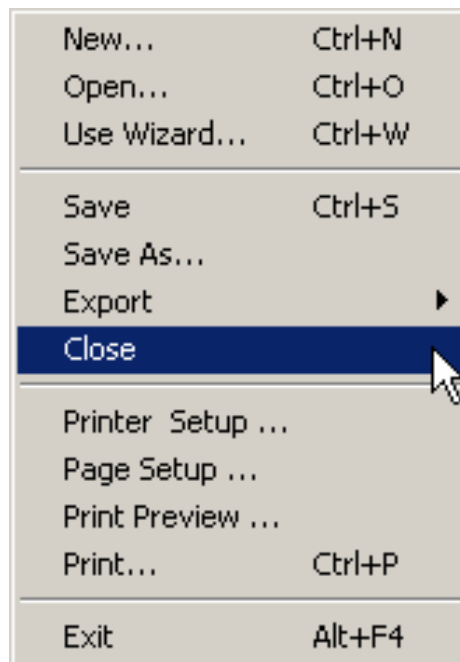 New... Ctrl+N
Open... Ctrl+O
Use Wizard... Ctrl+W
Save Ctrl+S
Save As...
Export
Close
Printer  Setup ...
Page Setup ...
Print Preview ...
Print... Ctrl+P
Exit Alt+F4